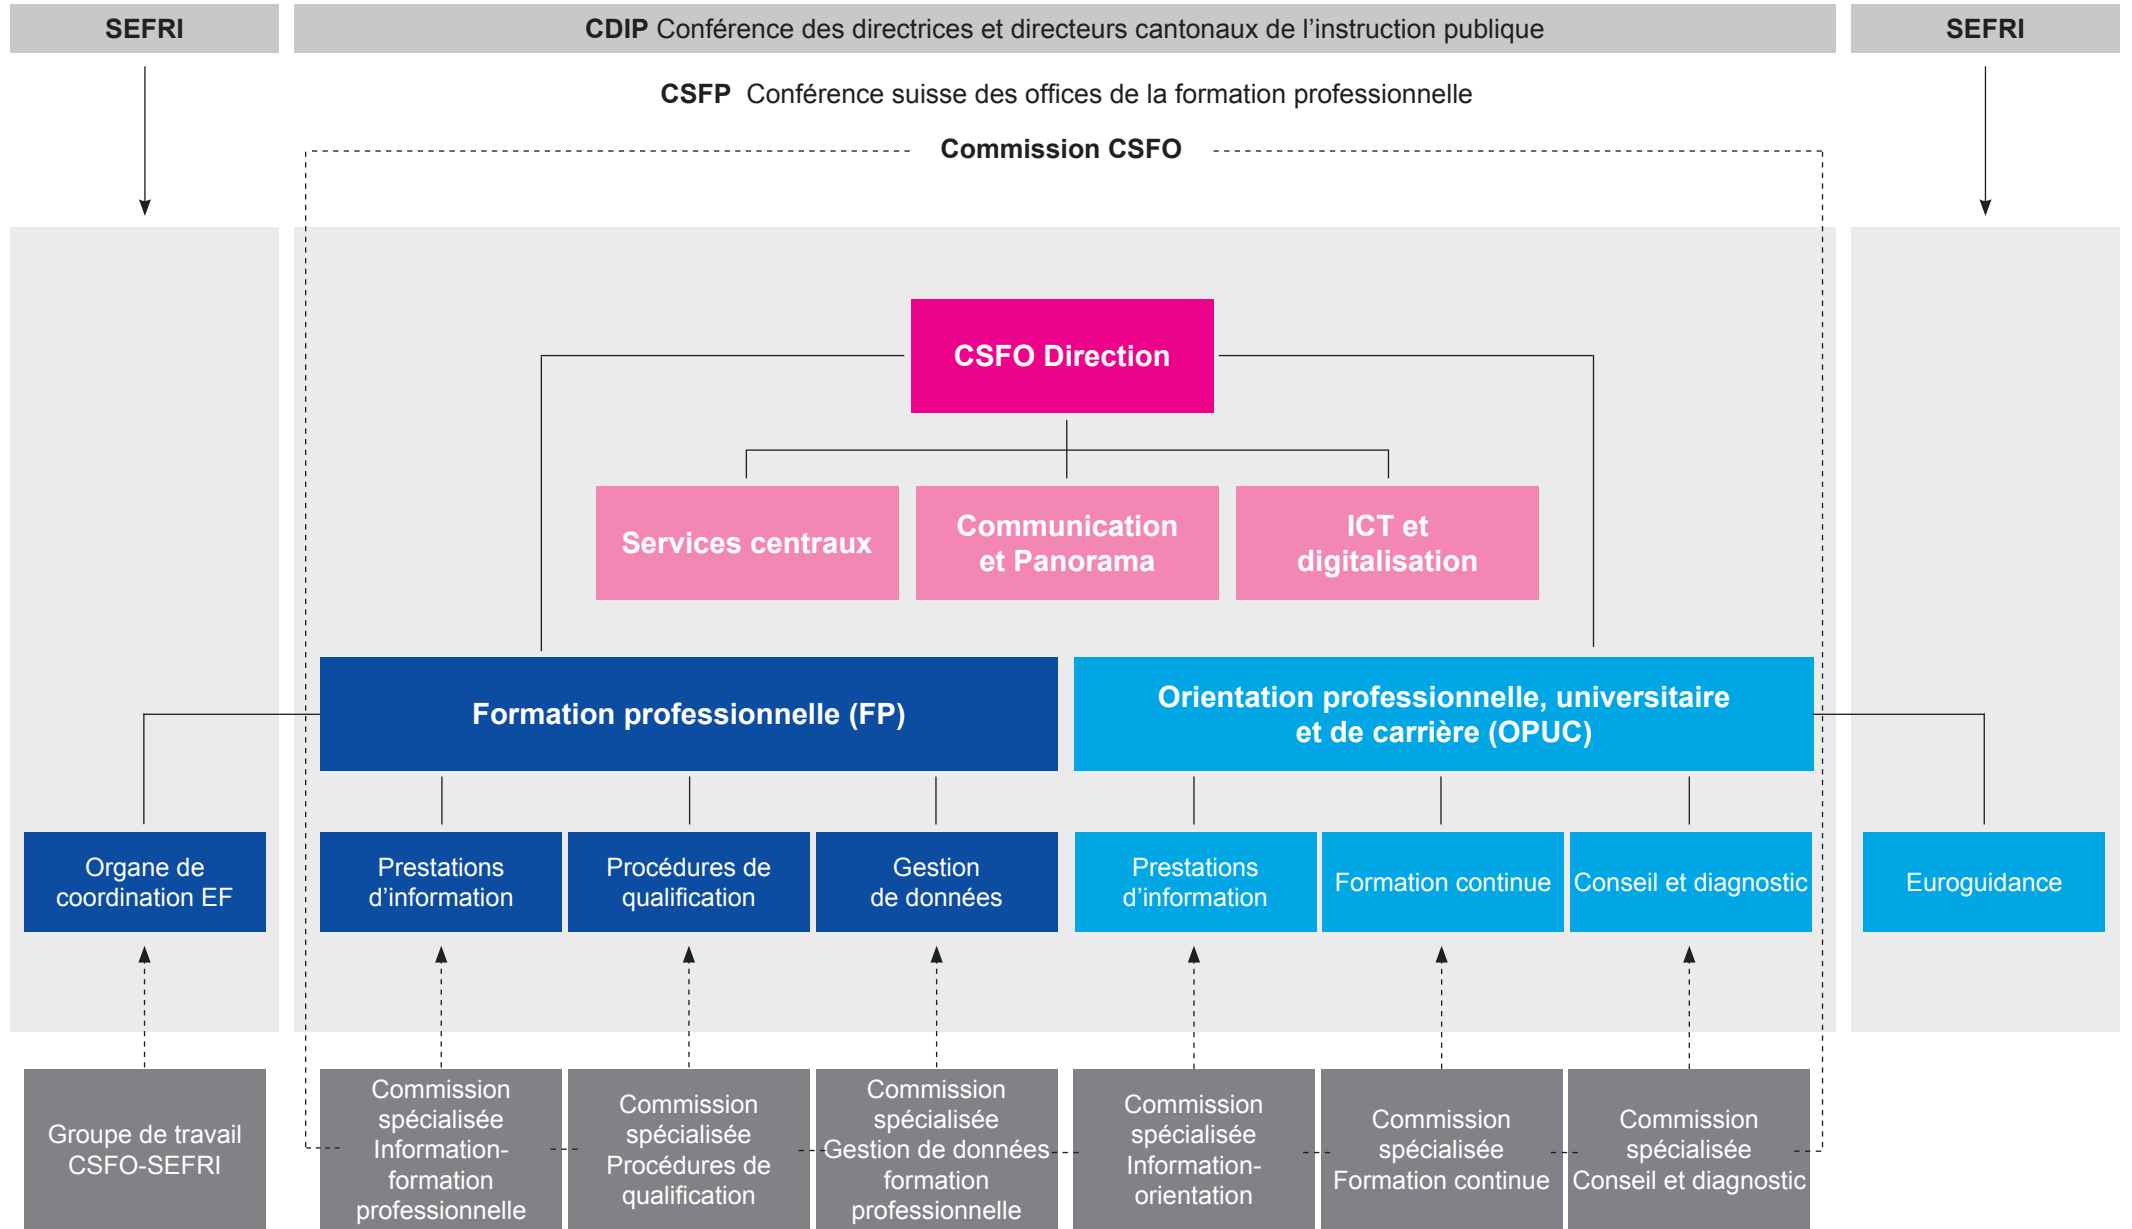 SEFRI
CDIP Conférence des directrices et directeurs cantonaux de l’instruction publique
SEFRI
CSFP Conférence suisse des offices de la formation professionnelle
Commission CSFO
CSFO Direction
Services centraux
Communication
et Panorama
ICT et
digitalisation
Formation professionnelle (FP)
Orientation professionnelle, universitaire
et de carrière (OPUC)
Organe de
coordination EF
Prestations
d’information
Procédures de
qualification
Gestion
de données
Prestations
d’information
Formation continue
Conseil et diagnostic
Euroguidance
Groupe de travail
CSFO-SEFRI
Commission
spécialisée
Information-
formation
professionnelle
Commission
spécialisée
Procédures de
qualification
Commission
spécialisée
Gestion de données
formation
professionnelle
Commission
spécialisée
Information-
orientation
Commission
spécialisée
Formation continue
Commission
spécialisée
Conseil et diagnostic